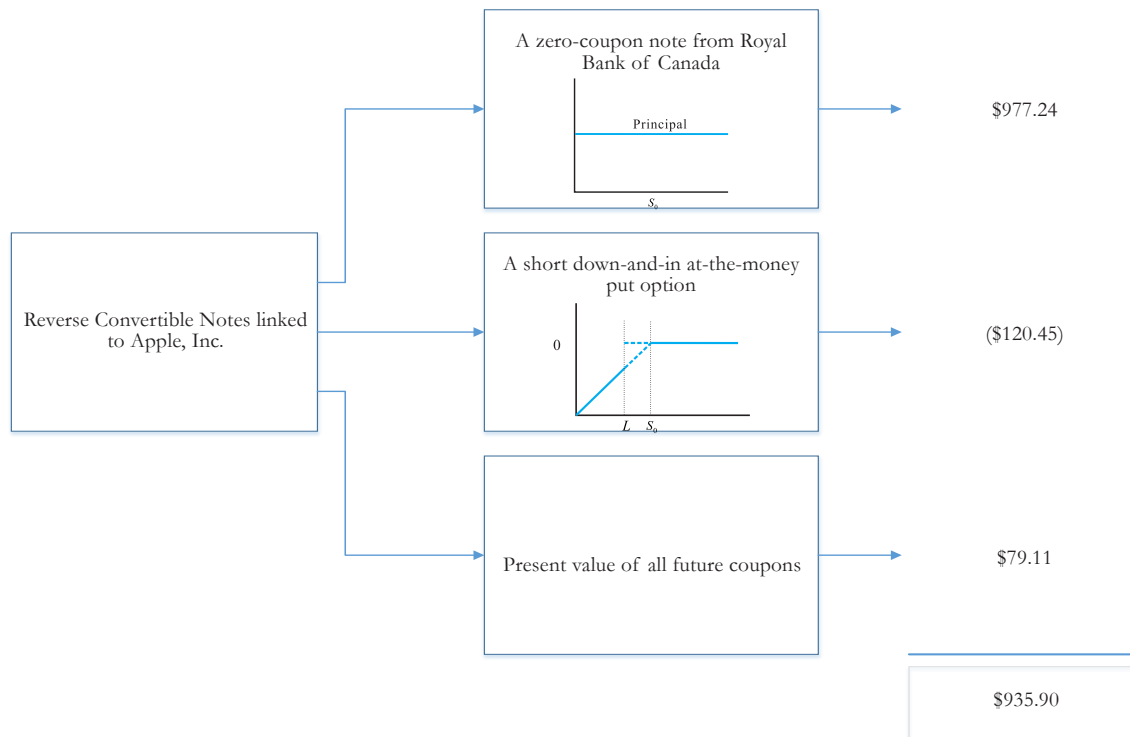 Reverse Convertible Notes linked
to Apple, Inc.
A zero-coupon note from Royal
Bank of Canada
Principal
S₀
$977.24
A short down-and-in at-the-money
put option
0
L S₀
($120.45)
Present value of all future coupons
$79.11
$935.90